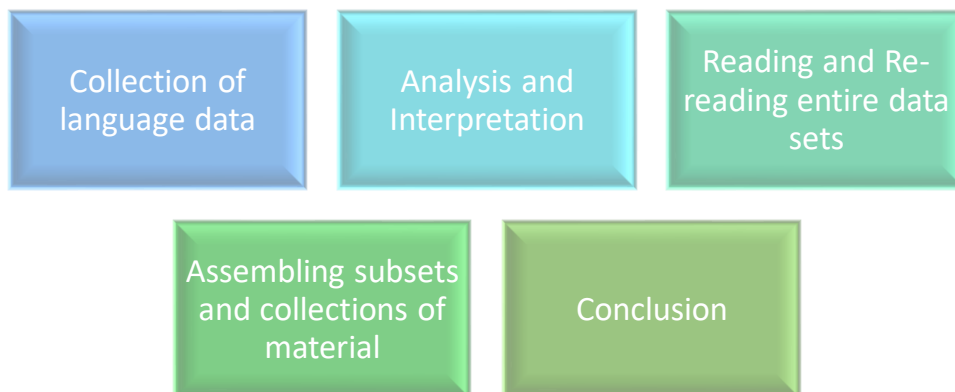 Collection of
language data
Analysis and
Interpretation
Reading and Re-
reading entire data
sets
Assembling subsets
and collections of
material
Conclusion